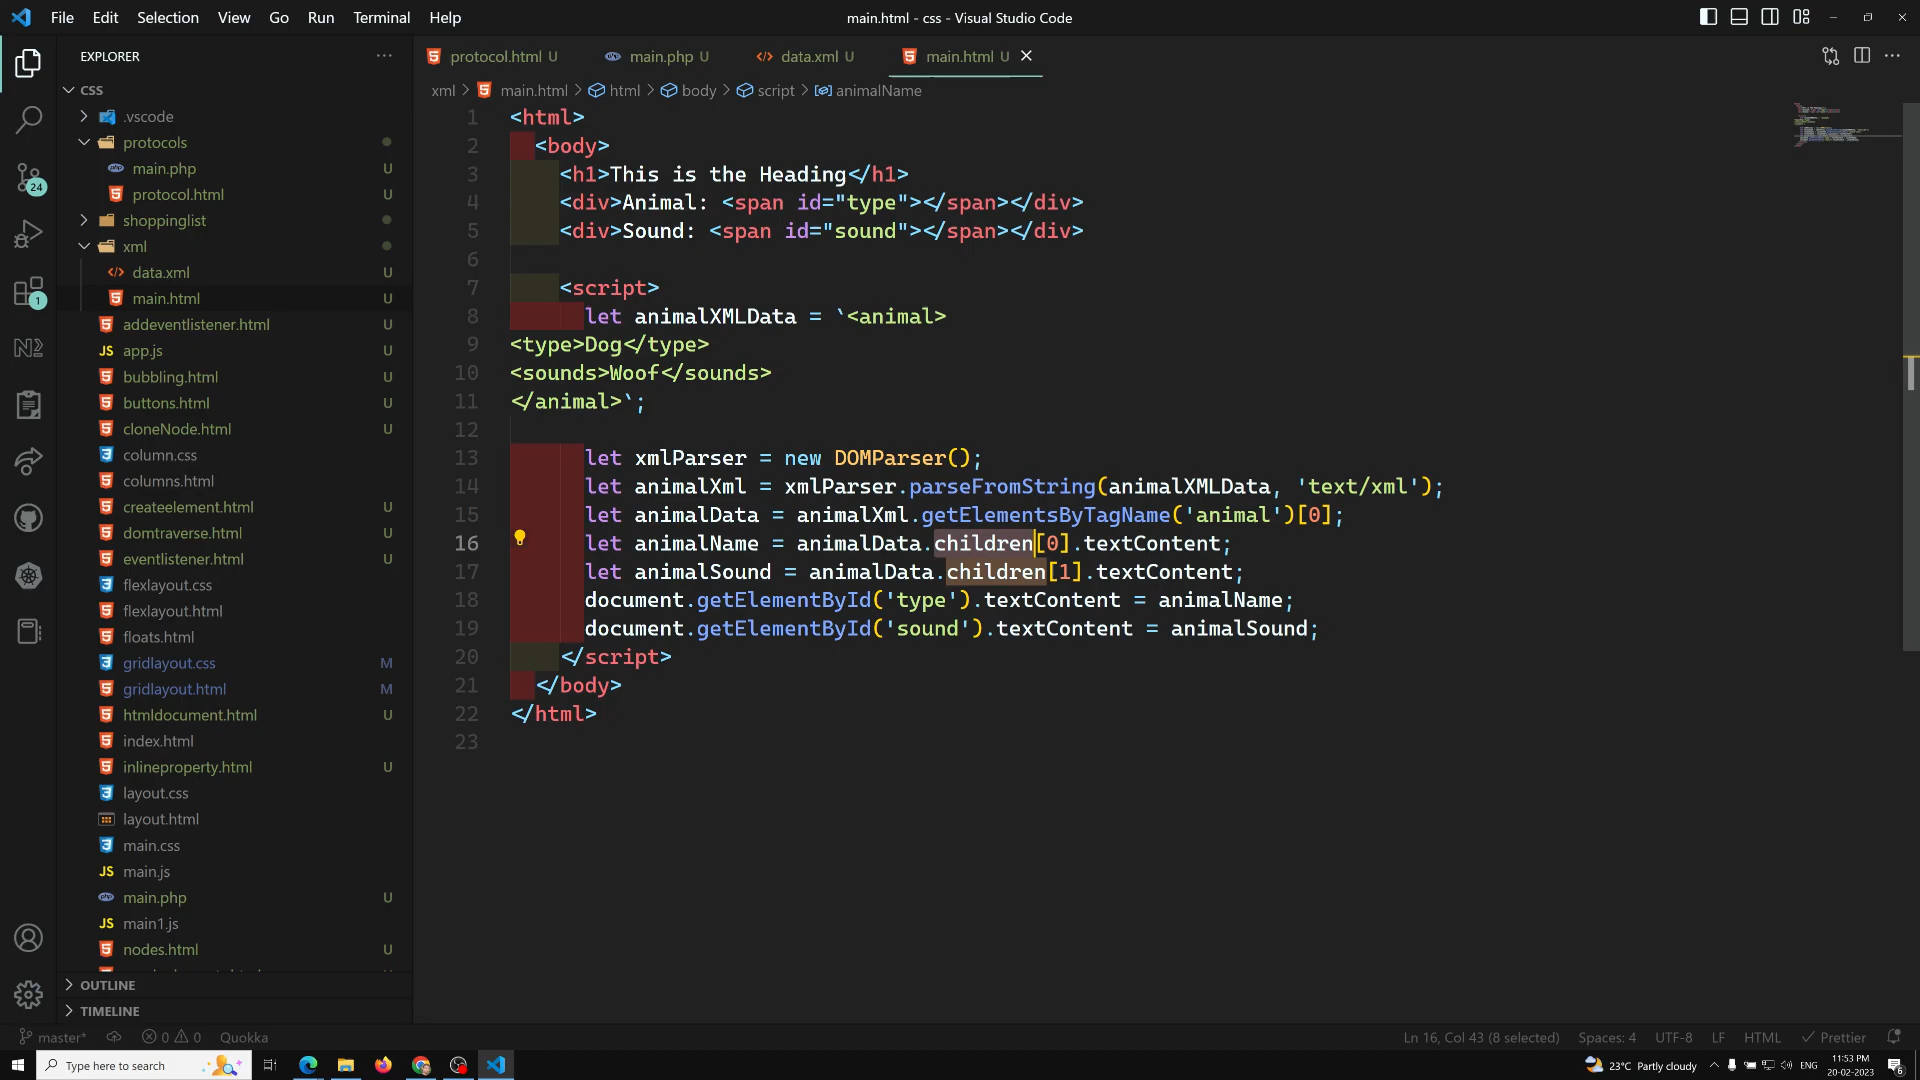 File Edit Selection View Go Run Terminal Help
main.html - css - Visual Studio Code
EXPLORER
CSS
.vscode
protocols
main.php U
protocol.html U
shoppinglist
xml
data.xml U
main.html U
addeventlistener.html U
JS app.js U
bubbling.html U
buttons.html U
cloneNode.html U
column.css
columns.html
createelement.html U
domtraverse.html U
eventlistener.html U
flexlayout.css
flexlayout.html
floats.html
gridlayout.css M
gridlayout.html M
htmldocument.html U
index.html
inlineproperty.html U
layout.css
layout.html
main.css
JS main.js
main.php U
JS main1.js
nodes.html U
OUTLINE
TIMELINE
24
1
protocol.html U main.php U data.xml U main.html U
xml > main.html > html > body > script > animalName
1 <html>
2 <body>
3 <h1>This is the Heading</h1>
4 <div>Animal: <span id="type"></span></div>
5 <div>Sound: <span id="sound"></span></div>
6
7 <script>
8 let animalXMLData = `<animal>
9 <type>Dog</type>
10 <sounds>Woof</sounds>
11 </animal>`;
12
13 let xmlParser = new DOMParser();
14 let animalXml = xmlParser.parseFromString(animalXMLData, 'text/xml');
15 let animalData = animalXml.getElementsByTagName('animal')[0];
16 let animalName = animalData.children[0].textContent;
17 let animalSound = animalData.children[1].textContent;
18 document.getElementById('type').textContent = animalName;
19 document.getElementById('sound').textContent = animalSound;
20 </script>
21 </body>
22 </html>
23
master* 0 0 Quokka
Ln 16, Col 43 (8 selected) Spaces: 4 UTF-8 LF HTML Prettier
Type here to search
23°C Partly cloudy
ENG
11:53 PM
20-02-2023
6